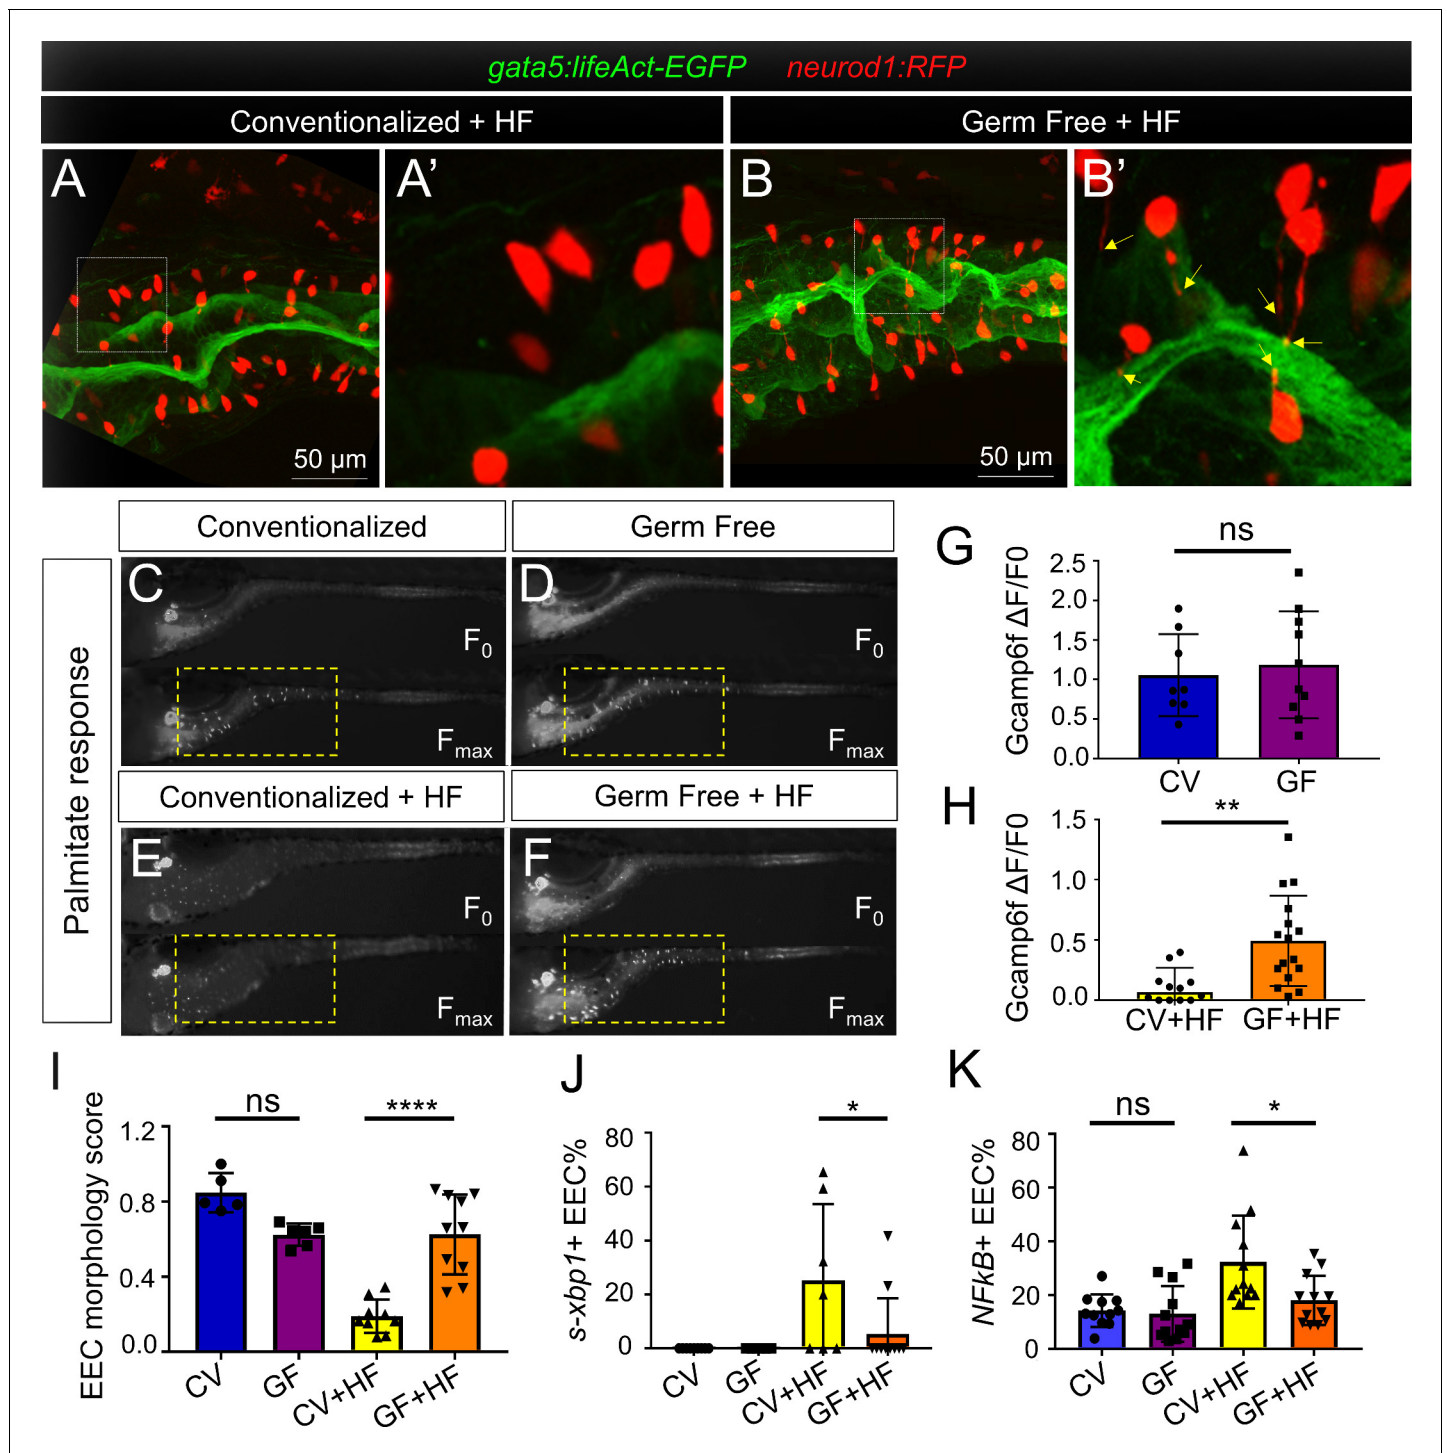 gata5:lifeAct-EGFP neurod1:RFP
Conventionalized + HF
Germ Free + HF
A
A’
B
B’
50 µm
50 µm
Conventionalized
Germ Free
Palmitate response
C
F0
Fmax
D
F0
Fmax
Conventionalized + HF
Germ Free + HF
E
F0
Fmax
F
F0
Fmax
G
ns
Gcamp6f ΔF/F0
2.5
2.0
1.5
1.0
0.5
0.0
CV
GF
H
**
Gcamp6f ΔF/F0
1.5
1.0
0.5
0.0
CV+HF
GF+HF
I
ns
****
EEC morphology score
1.2
0.8
0.4
0.0
CV
GF
CV+HF
GF+HF
J
*
s-xbp1+ EEC%
80
60
40
20
0
CV
GF
CV+HF
GF+HF
K
ns
*
NFkB+ EEC%
80
60
40
20
0
CV
GF
CV+HF
GF+HF